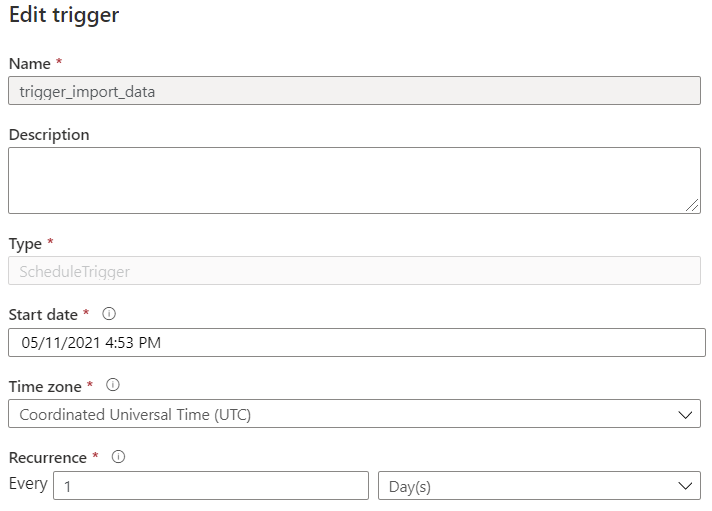 Edit trigger
Name *
trigger_import_data
Description
Type *
ScheduleTrigger
Start date *
05/11/2021 4:53 PM
Time zone *
Coordinated Universal Time (UTC)
Recurrence *
Every 1 Day(s)